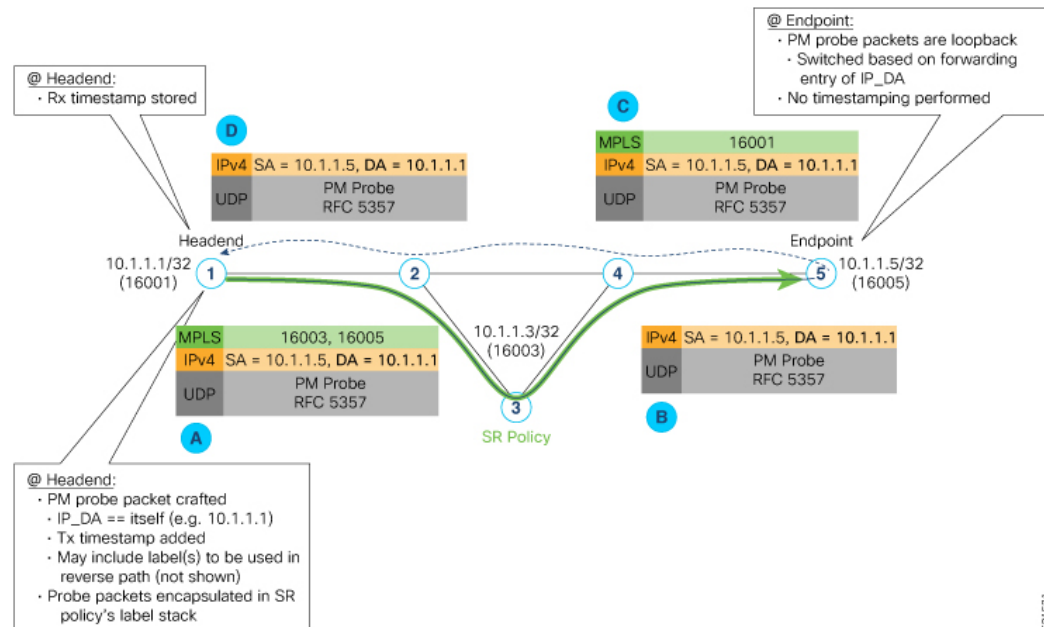 @ Endpoint:
· PM probe packets are loopback
· Switched based on forwarding
entry of IP_DA
· No timestamping performed
@ Headend:
· Rx timestamp stored
D
IPv4 SA = 10.1.1.5, DA = 10.1.1.1
UDP
PM Probe
RFC 5357
C
MPLS 16001
IPv4 SA = 10.1.1.5, DA = 10.1.1.1
UDP
PM Probe
RFC 5357
Headend
10.1.1.1/32
(16001)
1
2
4
5
Endpoint
10.1.1.5/32
(16005)
10.1.1.3/32
(16003)
3
SR Policy
MPLS 16003, 16005
IPv4 SA = 10.1.1.5, DA = 10.1.1.1
UDP
PM Probe
RFC 5357
A
IPv4 SA = 10.1.1.5, DA = 10.1.1.1
UDP
PM Probe
RFC 5357
B
@ Headend:
· PM probe packet crafted
· IP_DA == itself (e.g. 10.1.1.1)
· Tx timestamp added
· May include label(s) to be used in
reverse path (not shown)
· Probe packets encapsulated in SR
policy's label stack